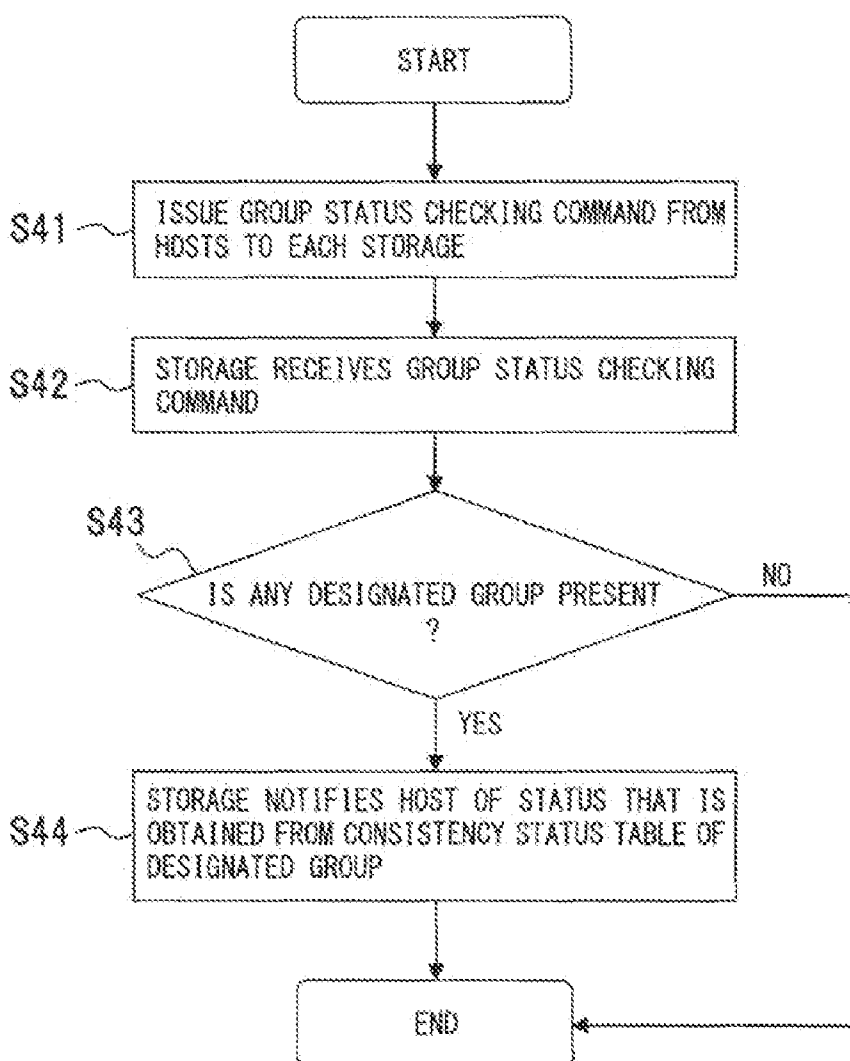 START
S41
ISSUE GROUP STATUS CHECKING COMMAND FROM
HOSTS TO EACH STORAGE
S42
STORAGE RECEIVES GROUP STATUS CHECKING
COMMAND
S43
IS ANY DESIGNATED GROUP PRESENT
?
NO
YES
S44
STORAGE NOTIFIES HOST OF STATUS THAT IS
OBTAINED FROM CONSISTENCY STATUS TABLE OF
DESIGNATED GROUP
END